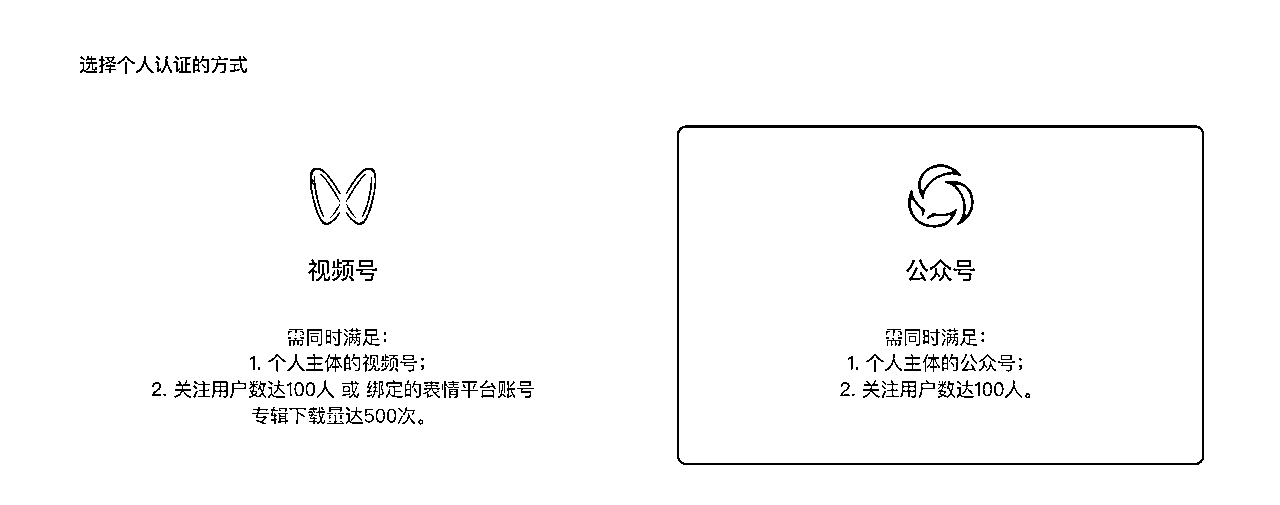 选择个人认证的方式
视频号
需同时满足：
1. 个人主体的视频号；
2. 关注用户数达100人 或 绑定的表情平台账号
专辑下载量达500次。
公众号
需同时满足：
1. 个人主体的公众号；
2. 关注用户数达100人。